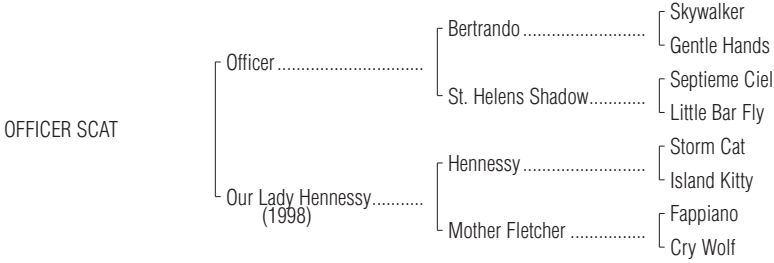 Skywalker
Bertrando ............................
Gentle Hands
Officer .................................
Septieme Ciel
St. Helens Shadow............
Little Bar Fly
OFFICER SCAT
Storm Cat
Hennessy ............................
Island Kitty
Our Lady Hennessy...........
(1998)
Fappiano
Mother Fletcher .................
Cry Wolf